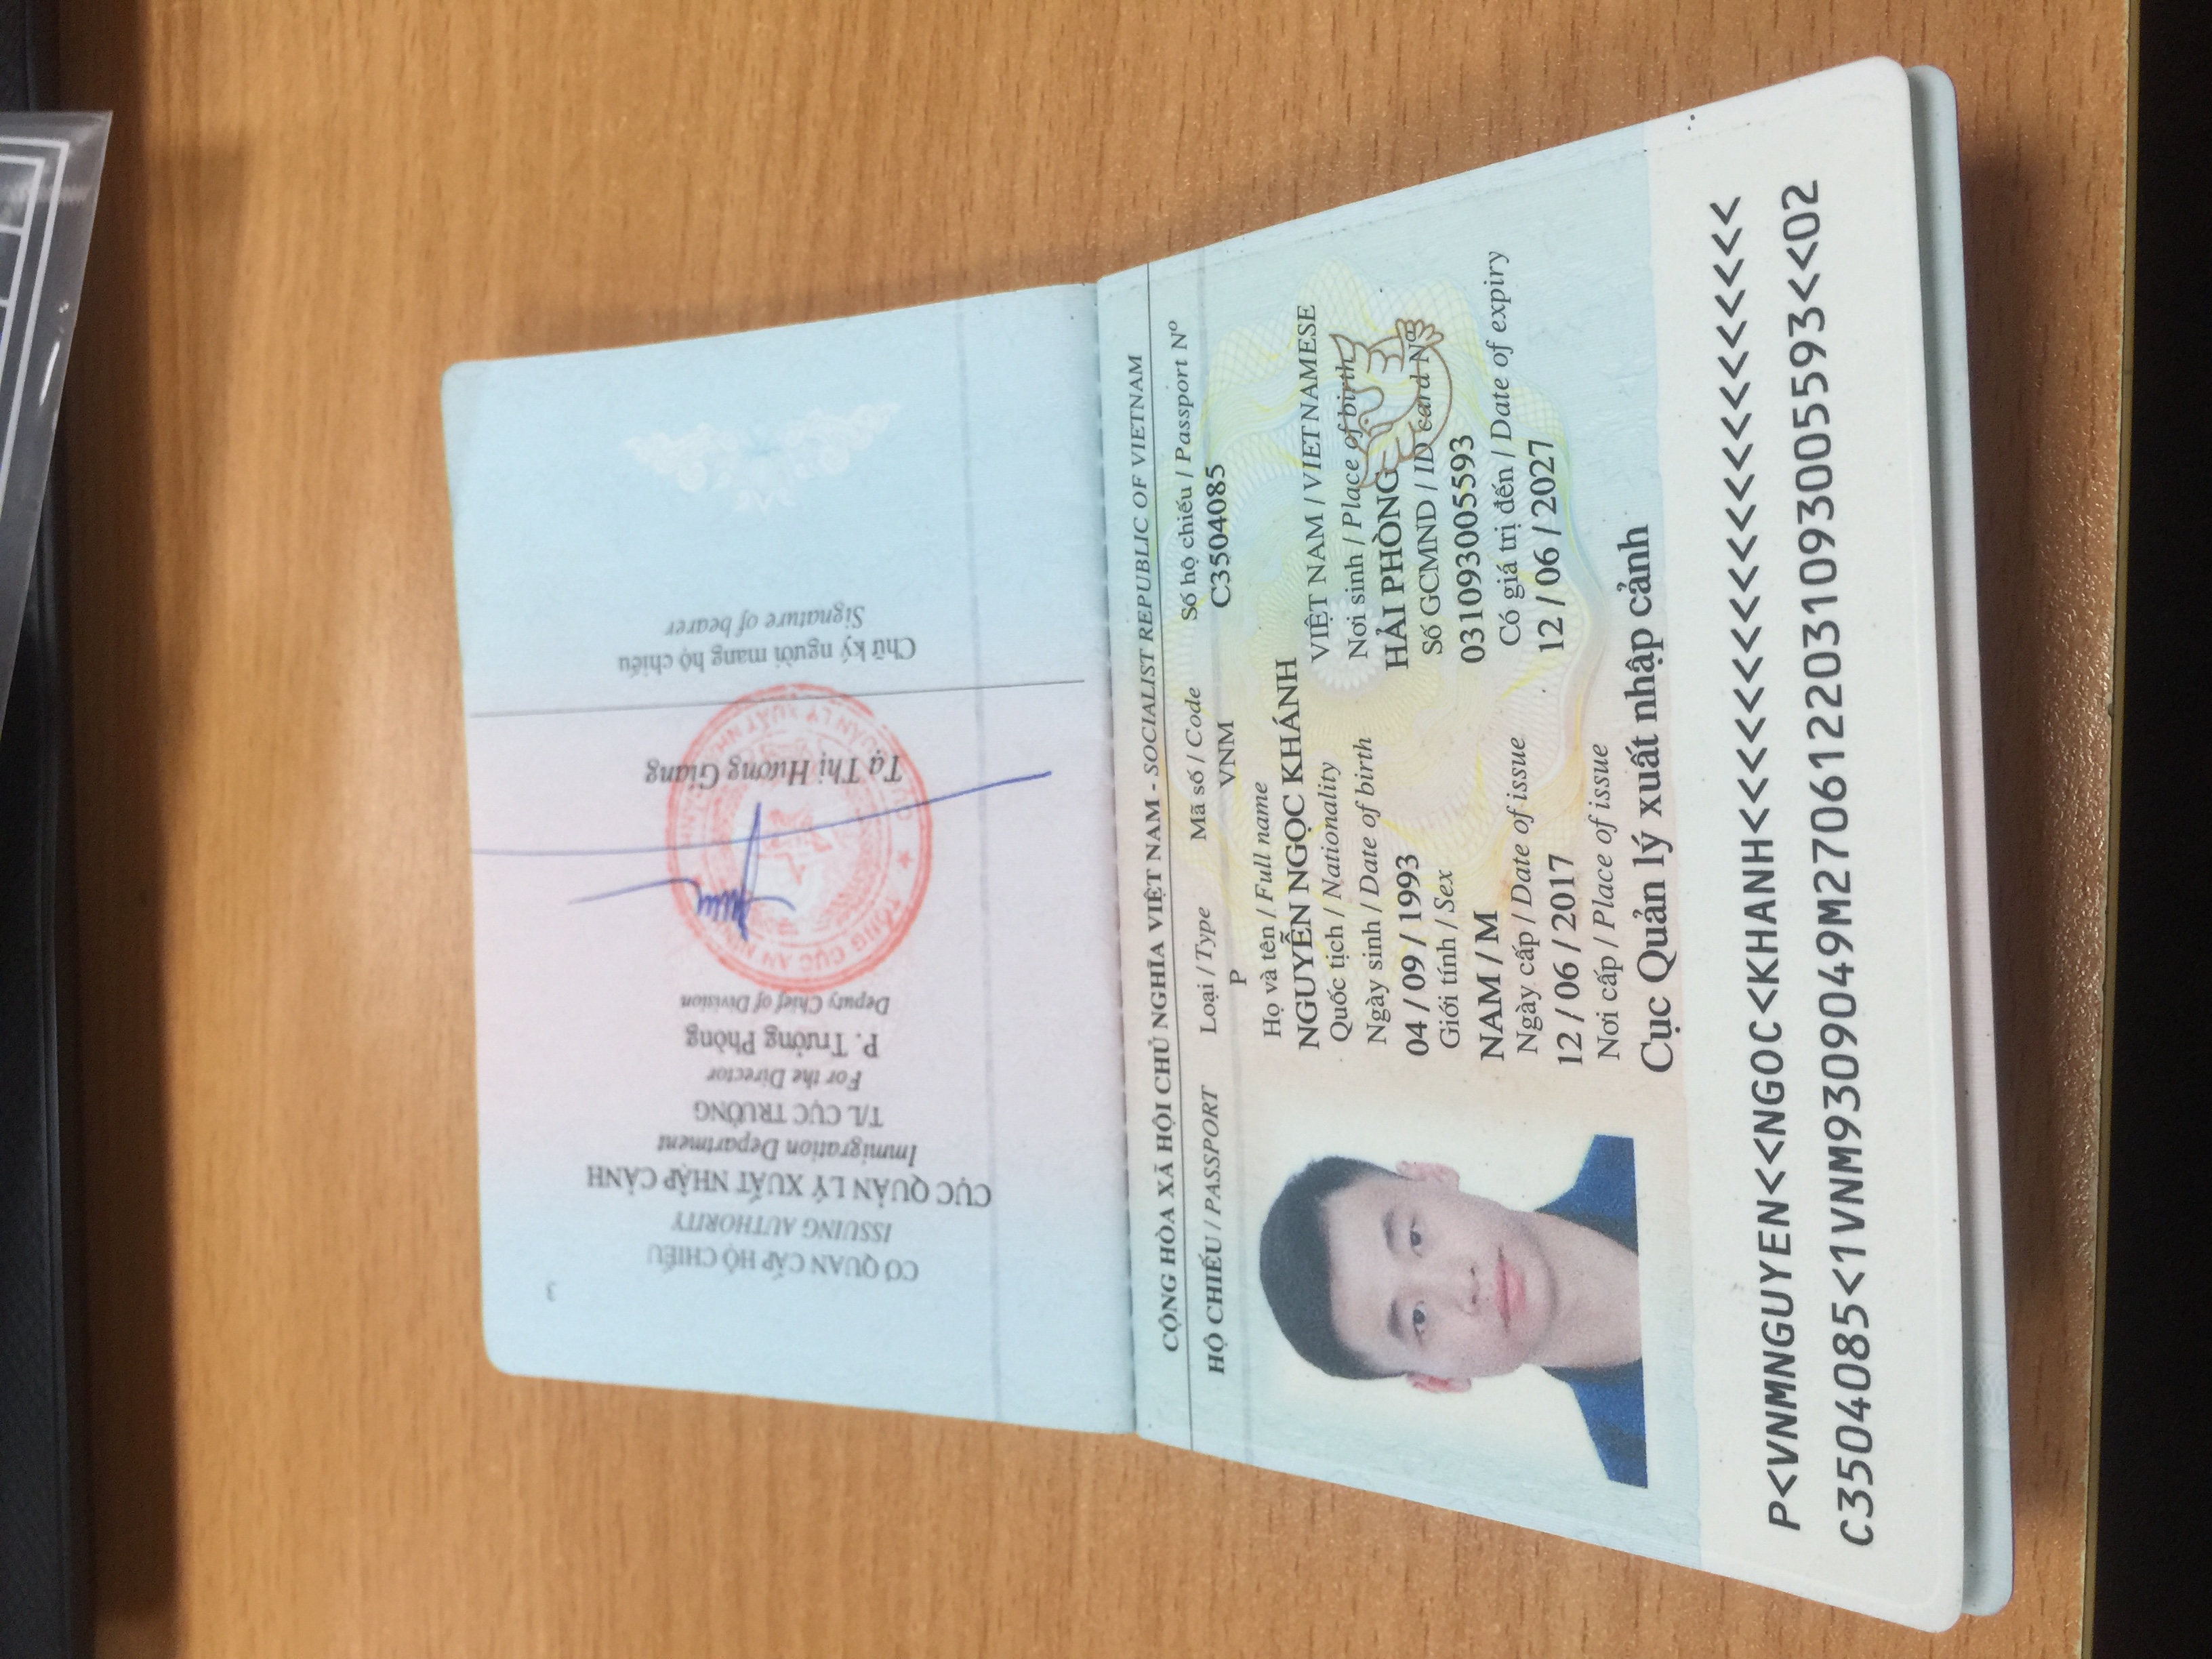 3
CƠ QUAN CẤP HỘ CHIẾU
ISSUING AUTHORITY
CỤC QUẢN LÝ XUẤT NHẬP CẢNH
Immigration Department
T/L CỤC TRƯỞNG
For the Director
P. Trưởng Phòng
Deputy Chief of Division
Tạ Thị Hương Giang
Chữ ký người mang hộ chiếu
Signature of bearer
CỘNG HÒA XÃ HỘI CHỦ NGHĨA VIỆT NAM - SOCIALIST REPUBLIC OF VIETNAM
HỘ CHIẾU / PASSPORT Loại / Type Mã số / Code Số hộ chiếu / Passport Nº
P VNM C3504085
Họ và tên / Full name
NGUYỄN NGỌC KHÁNH
Quốc tịch / Nationality VIỆT NAM / VIETNAMESE
Ngày sinh / Date of birth Nơi sinh / Place of birth
04 / 09 / 1993 HẢI PHÒNG
Giới tính / Sex Số GCMND / ID card Nº
NAM / M 031093005593
Ngày cấp / Date of issue Có giá trị đến / Date of expiry
12 / 06 / 2017 12 / 06 / 2027
Nơi cấp / Place of issue
Cục Quản lý xuất nhập cảnh
P<VNMNGUYEN<<NGOC<KHANH<<<<<<<<<<<<<<<<<<<<<
C3504085<1VNM9309049M2706122031093005593<<02